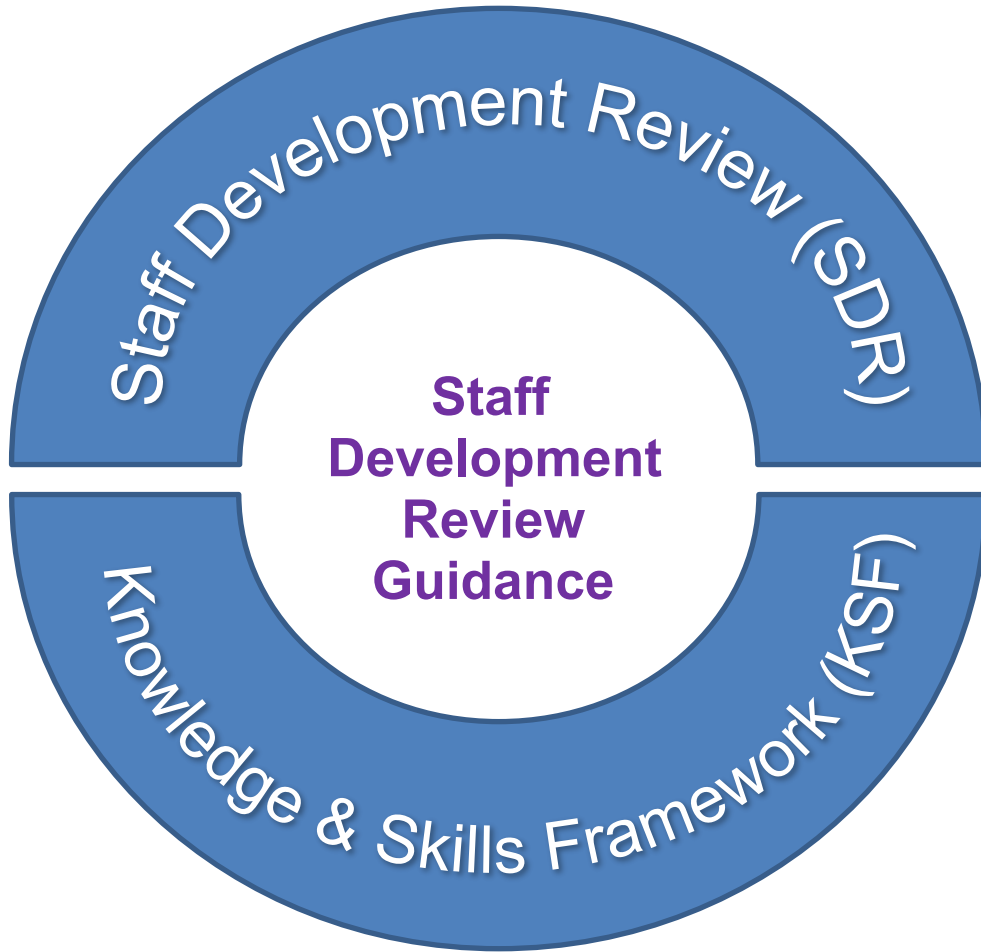 Staff Development Review (SDR)
Staff
Development
Review
Guidance
Knowledge & Skills Framework (KSF)